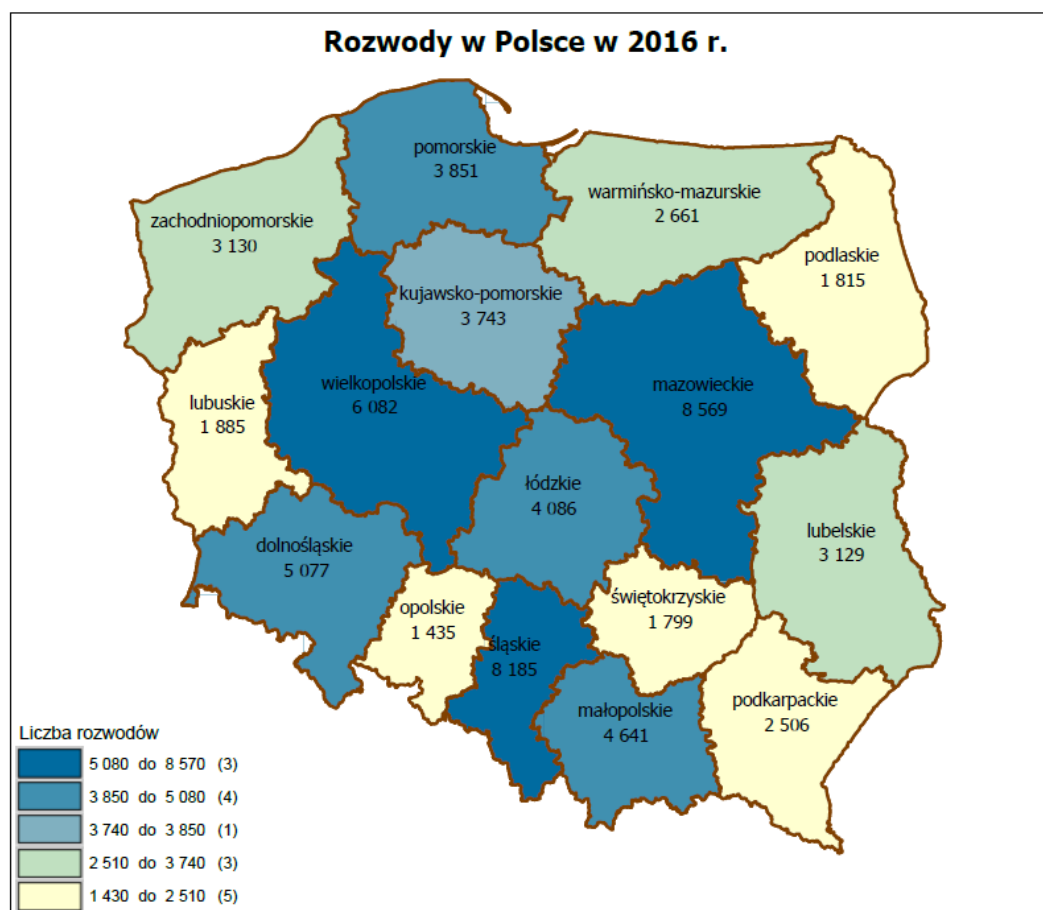 Rozwody w Polsce w 2016 r.
pomorskie
3 851
warmińsko-mazurskie
2 661
zachodniopomorskie
3 130
podlaskie
1 815
kujawsko-pomorskie
3 743
wielkopolskie
6 082
mazowieckie
8 569
lubuskie
1 885
łódzkie
4 086
lubelskie
3 129
dolnośląskie
5 077
opolskie
1 435
świętokrzyskie
1 799
śląskie
8 185
małopolskie
4 641
podkarpackie
2 506
Liczba rozwodów
5 080 do 8 570 (3)
3 850 do 5 080 (4)
3 740 do 3 850 (1)
2 510 do 3 740 (3)
1 430 do 2 510 (5)